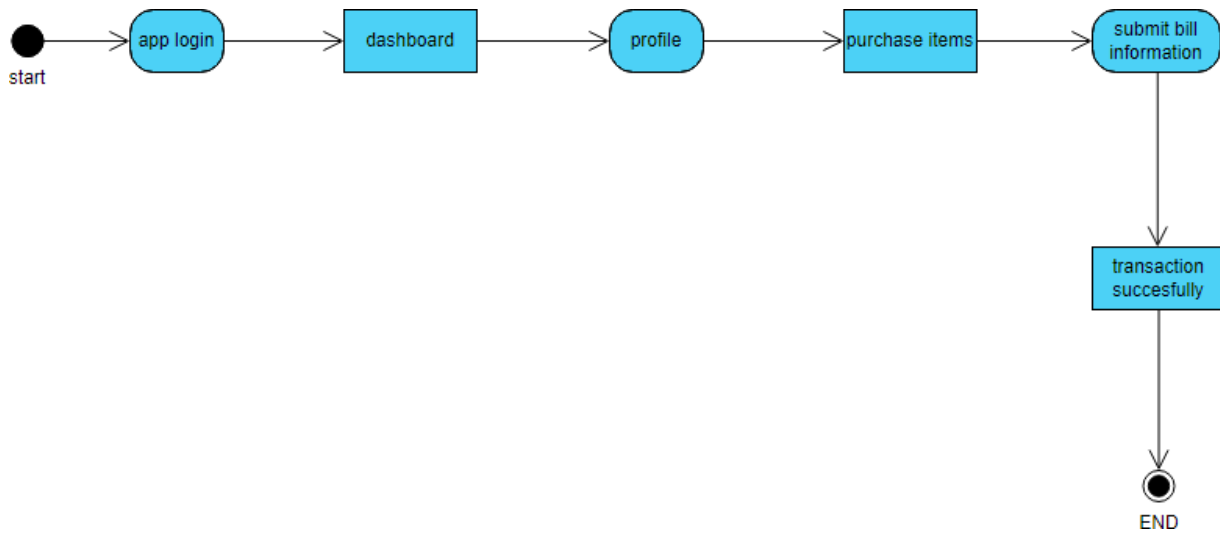 app login
dashboard
profile
purchase items
submit bill
information
start
transaction
succesfully
END